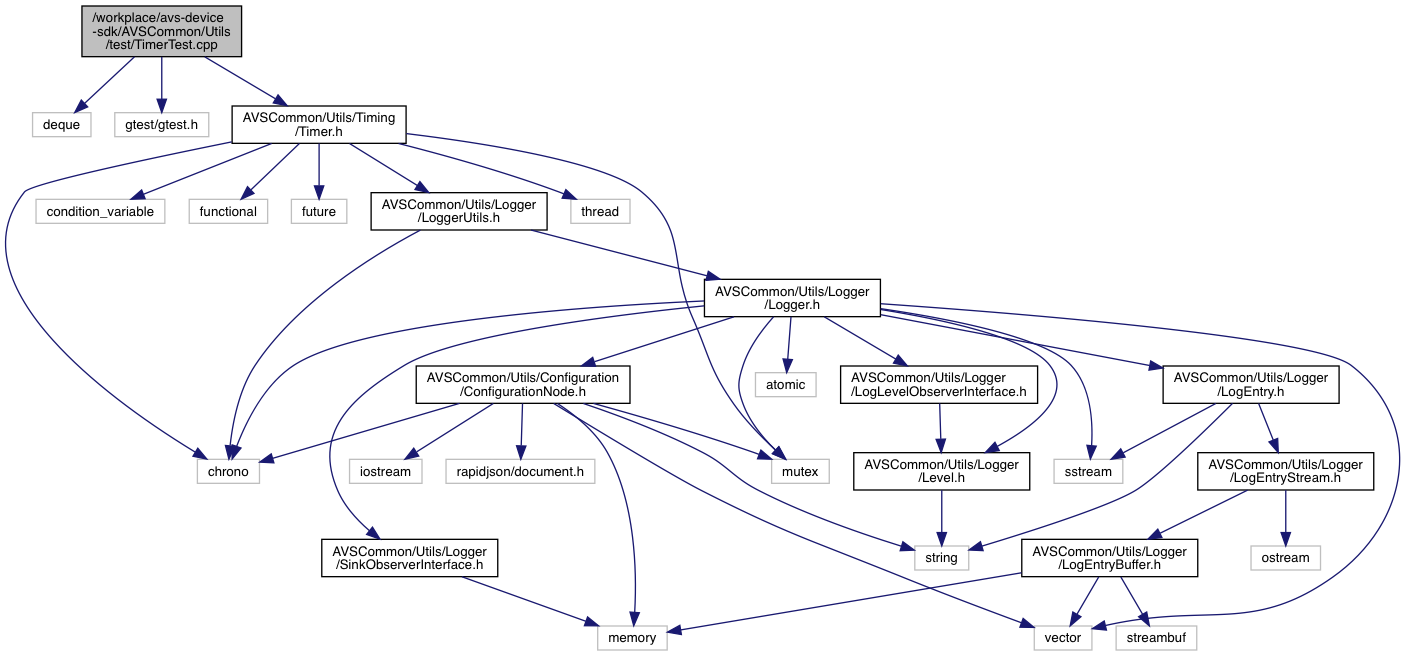 /workplace/avs-device
-sdk/AVSCommon/Utils
/test/TimerTest.cpp
deque
gtest/gtest.h
AVSCommon/Utils/Timing
/Timer.h
condition_variable
functional
future
AVSCommon/Utils/Logger
/LoggerUtils.h
thread
AVSCommon/Utils/Logger
/Logger.h
AVSCommon/Utils/Configuration
/ConfigurationNode.h
atomic
AVSCommon/Utils/Logger
/LogLevelObserverInterface.h
AVSCommon/Utils/Logger
/LogEntry.h
chrono
iostream
rapidjson/document.h
mutex
AVSCommon/Utils/Logger
/Level.h
sstream
AVSCommon/Utils/Logger
/LogEntryStream.h
AVSCommon/Utils/Logger
/SinkObserverInterface.h
string
AVSCommon/Utils/Logger
/LogEntryBuffer.h
ostream
memory
vector
streambuf